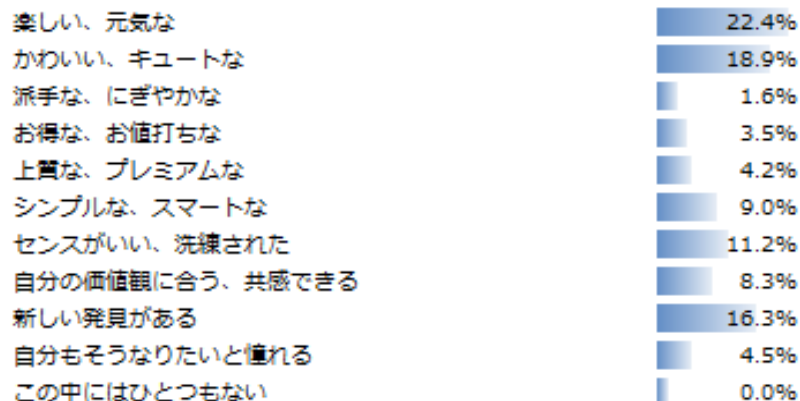 楽しい、元気な 22.4%
かわいい、キュートな 18.9%
派手な、にぎやかな 1.6%
お得な、お値打ちな 3.5%
上質な、プレミアムな 4.2%
シンプルな、スマートな 9.0%
センスがいい、洗練された 11.2%
自分の価値観に合う、共感できる 8.3%
新しい発見がある 16.3%
自分もそうなりたいと憧れる 4.5%
この中にはひとつもない 0.0%